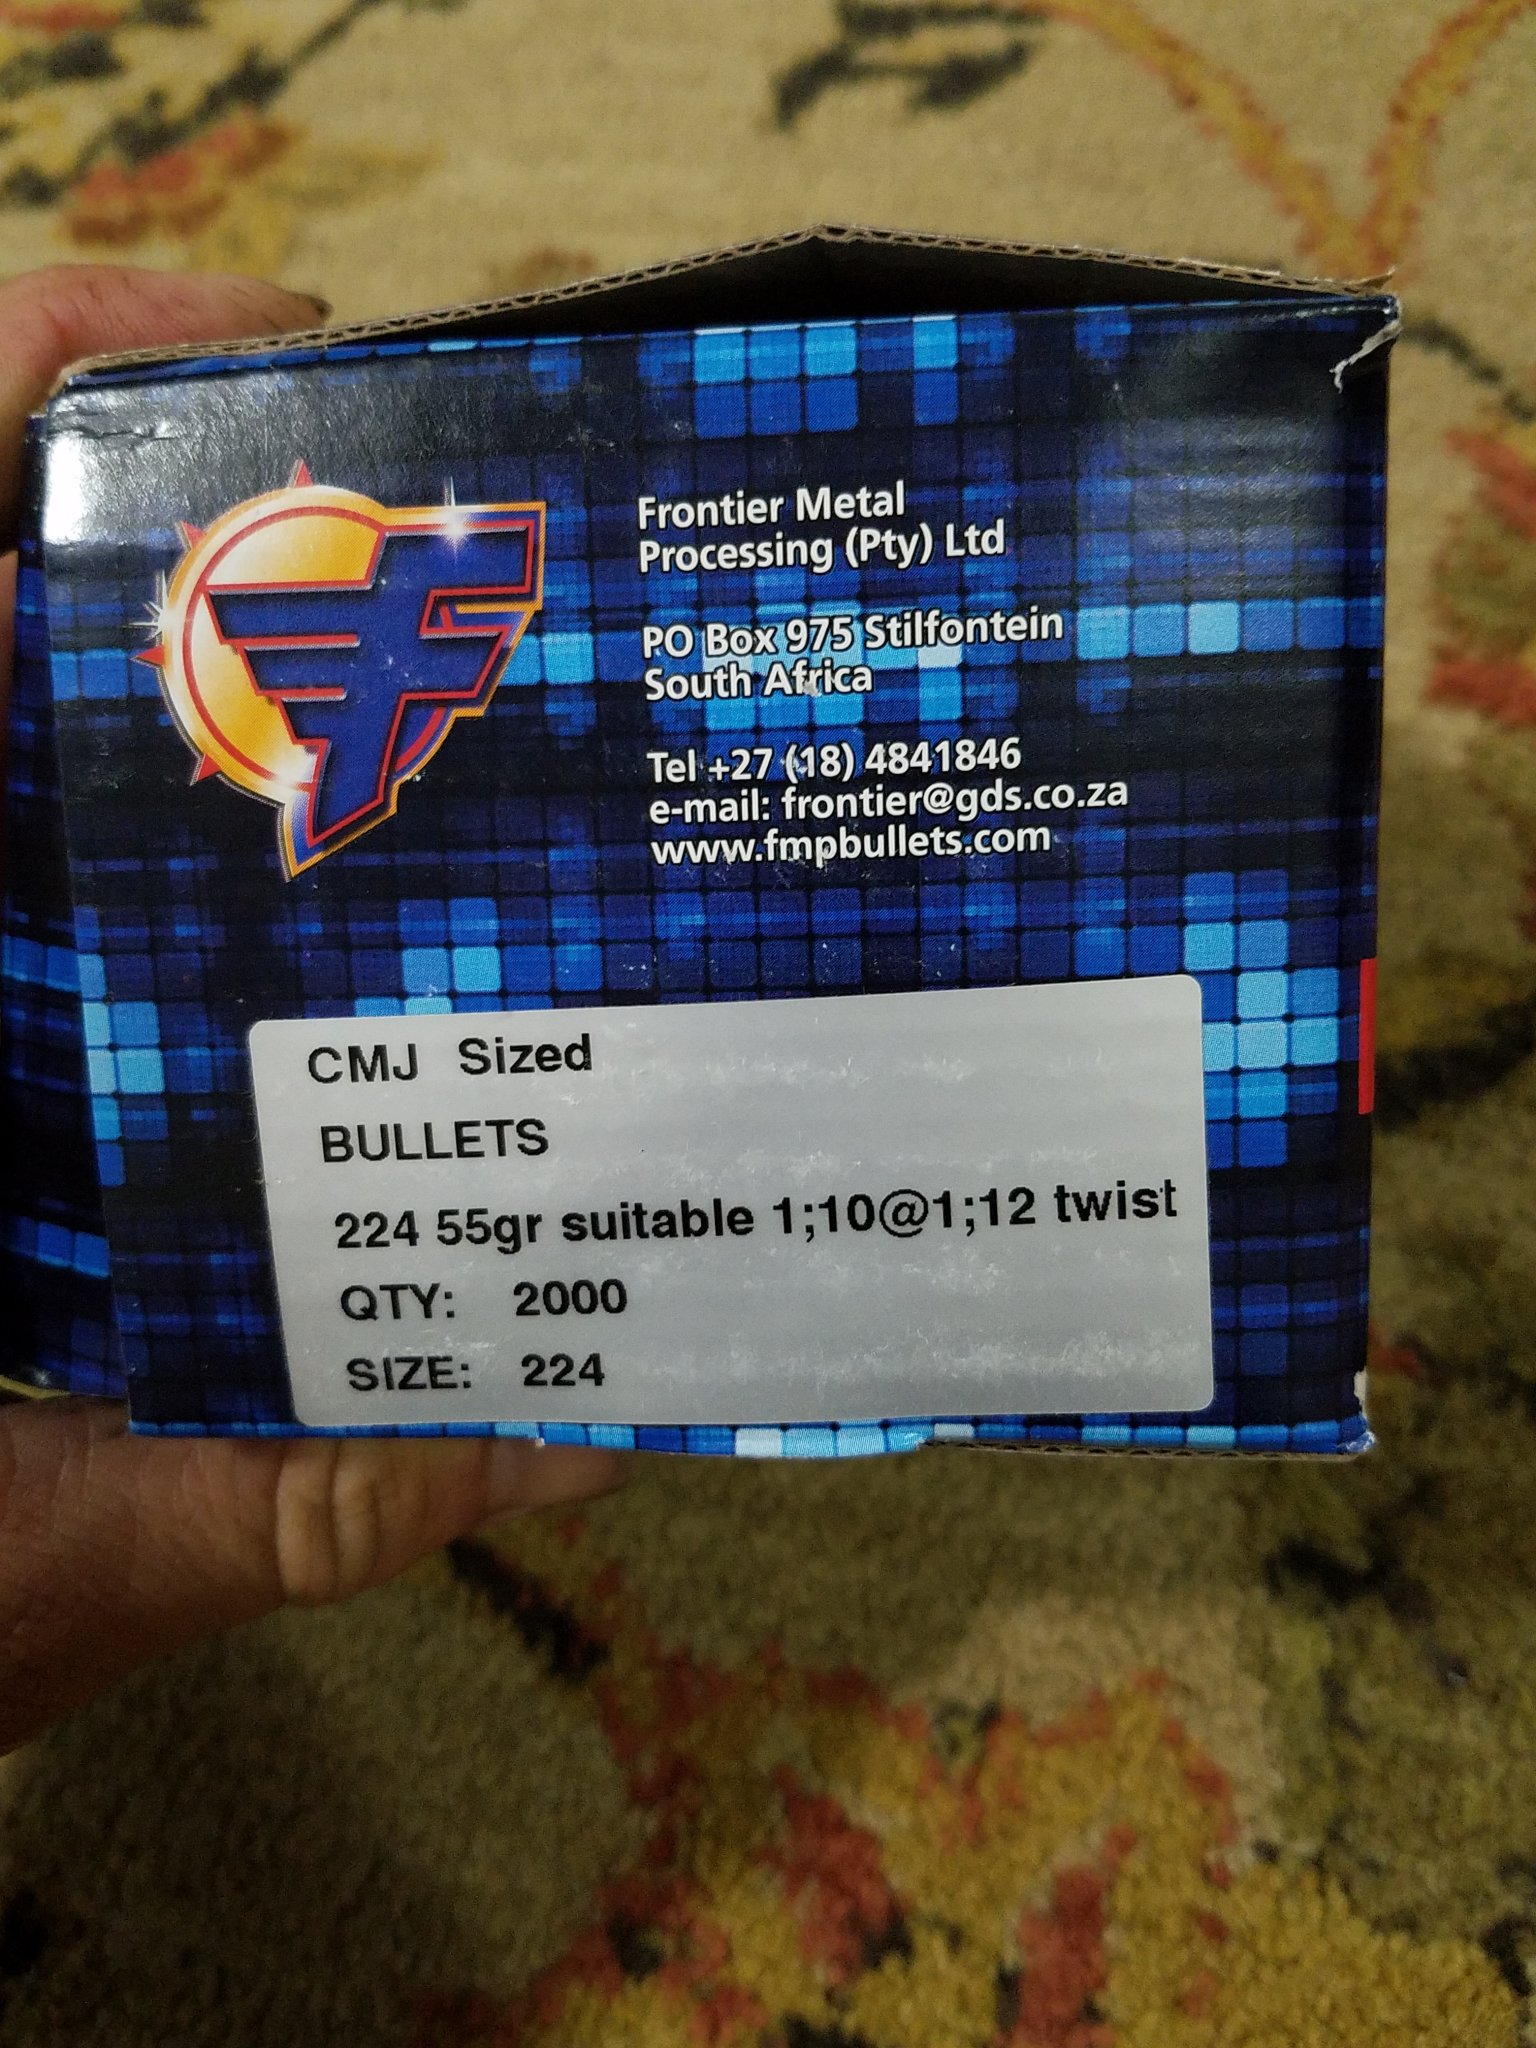 Frontier Metal
Processing (Pty) Ltd
PO Box 975 Stilfontein
South Africa
Tel +27 (18) 4841846
e-mail: frontier@gds.co.za
www.fmpbullets.com
CMJ Sized
BULLETS
224 55gr suitable 1;10@1;12 twist
QTY: 2000
SIZE: 224